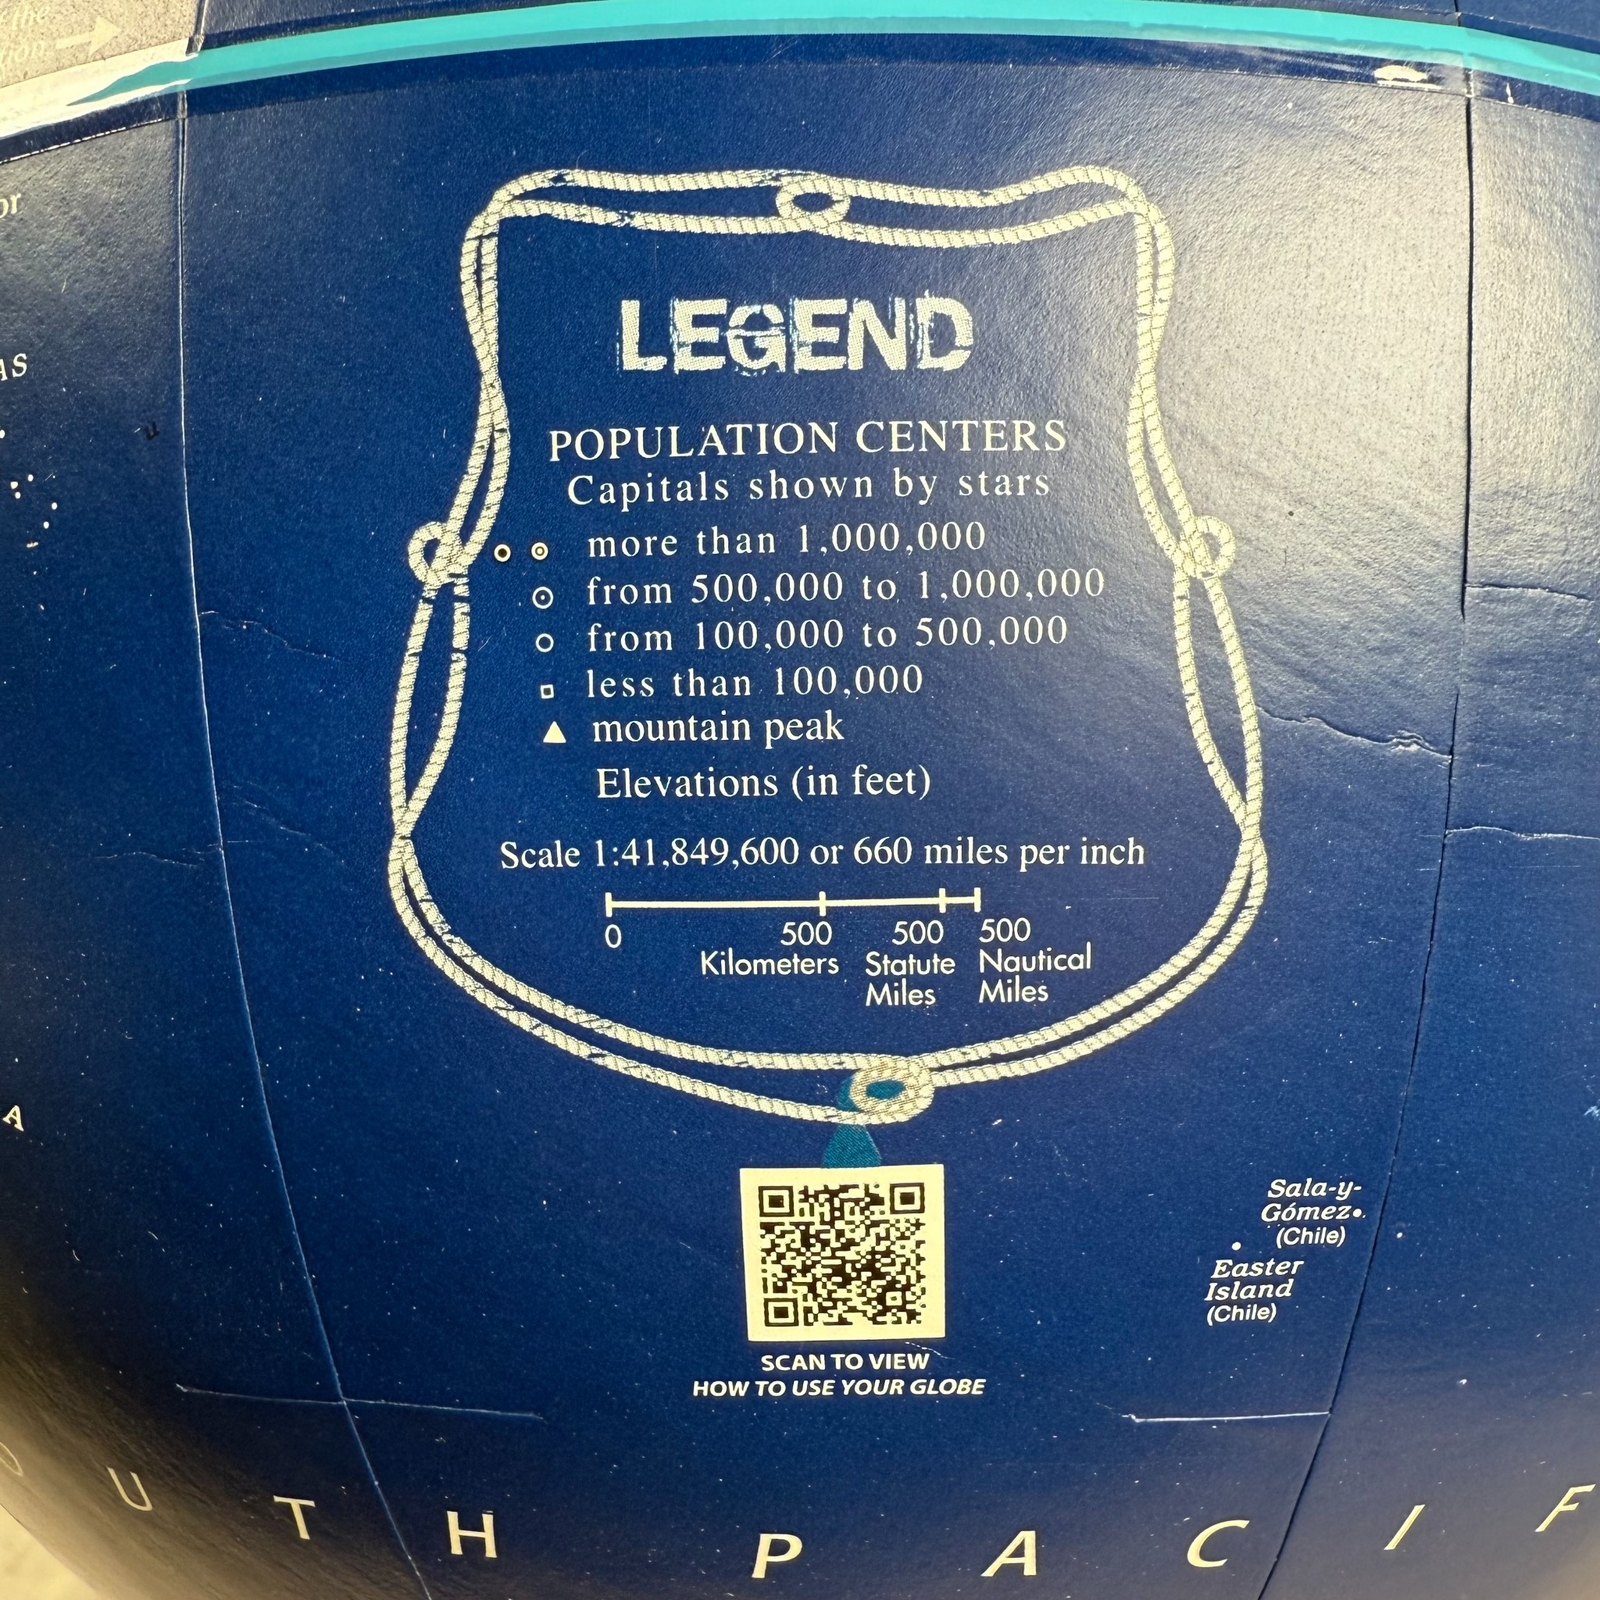 the
LEGEND
POPULATION CENTERS
Capitals shown by stars
more than 1,000,000
from 500,000 to 1,000,000
from 100,000 to 500,000
less than 100,000
mountain peak
Elevations (in feet)
Scale 1:41,849,600 or 660 miles per inch
0 500 500 500
Kilometers Statute Nautical
Miles Miles
Sala-y-
Gómez
(Chile)
Easter
Island
(Chile)
SCAN TO VIEW
HOW TO USE YOUR GLOBE
O U T H P A C I F